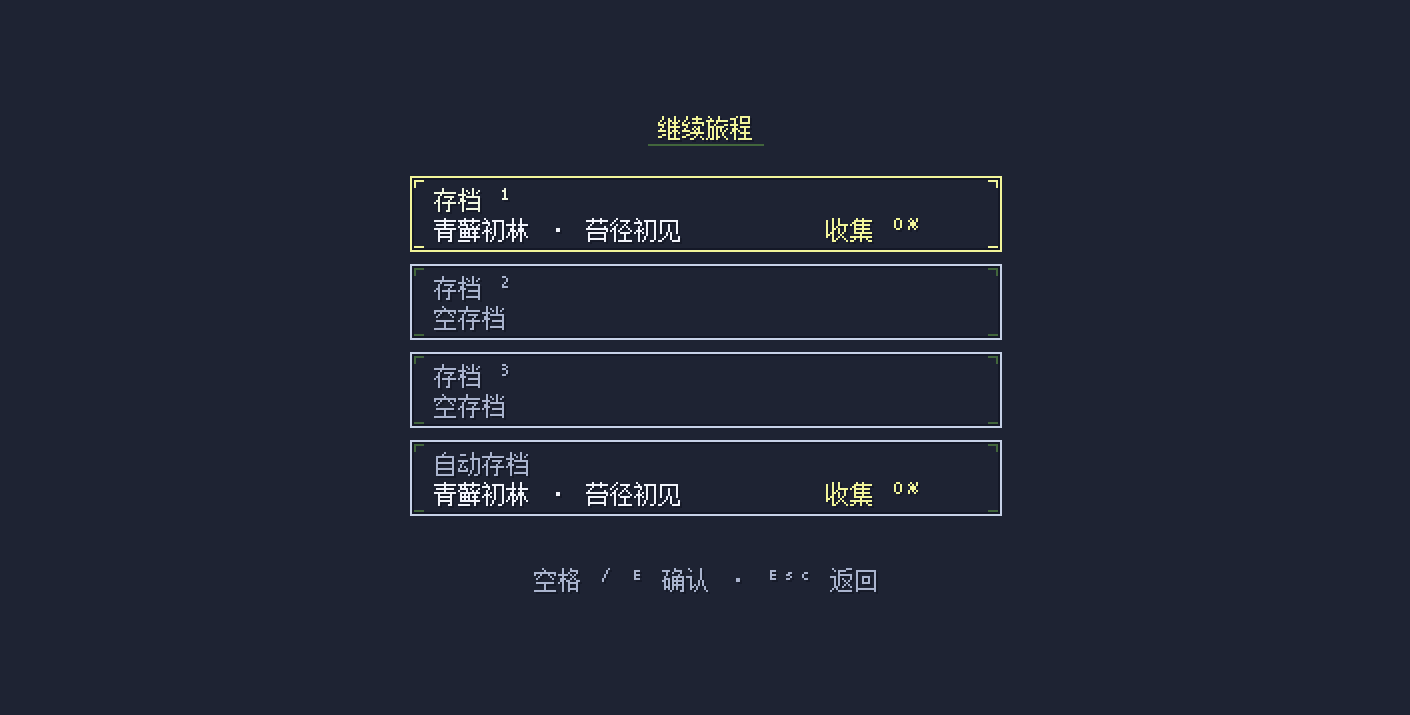 继续旅程
存档 1
青藓初林 · 苔径初见 收集 0%
存档 2
空存档
存档 3
空存档
自动存档
青藓初林 · 苔径初见 收集 0%
空格 / E 确认 · Esc 返回